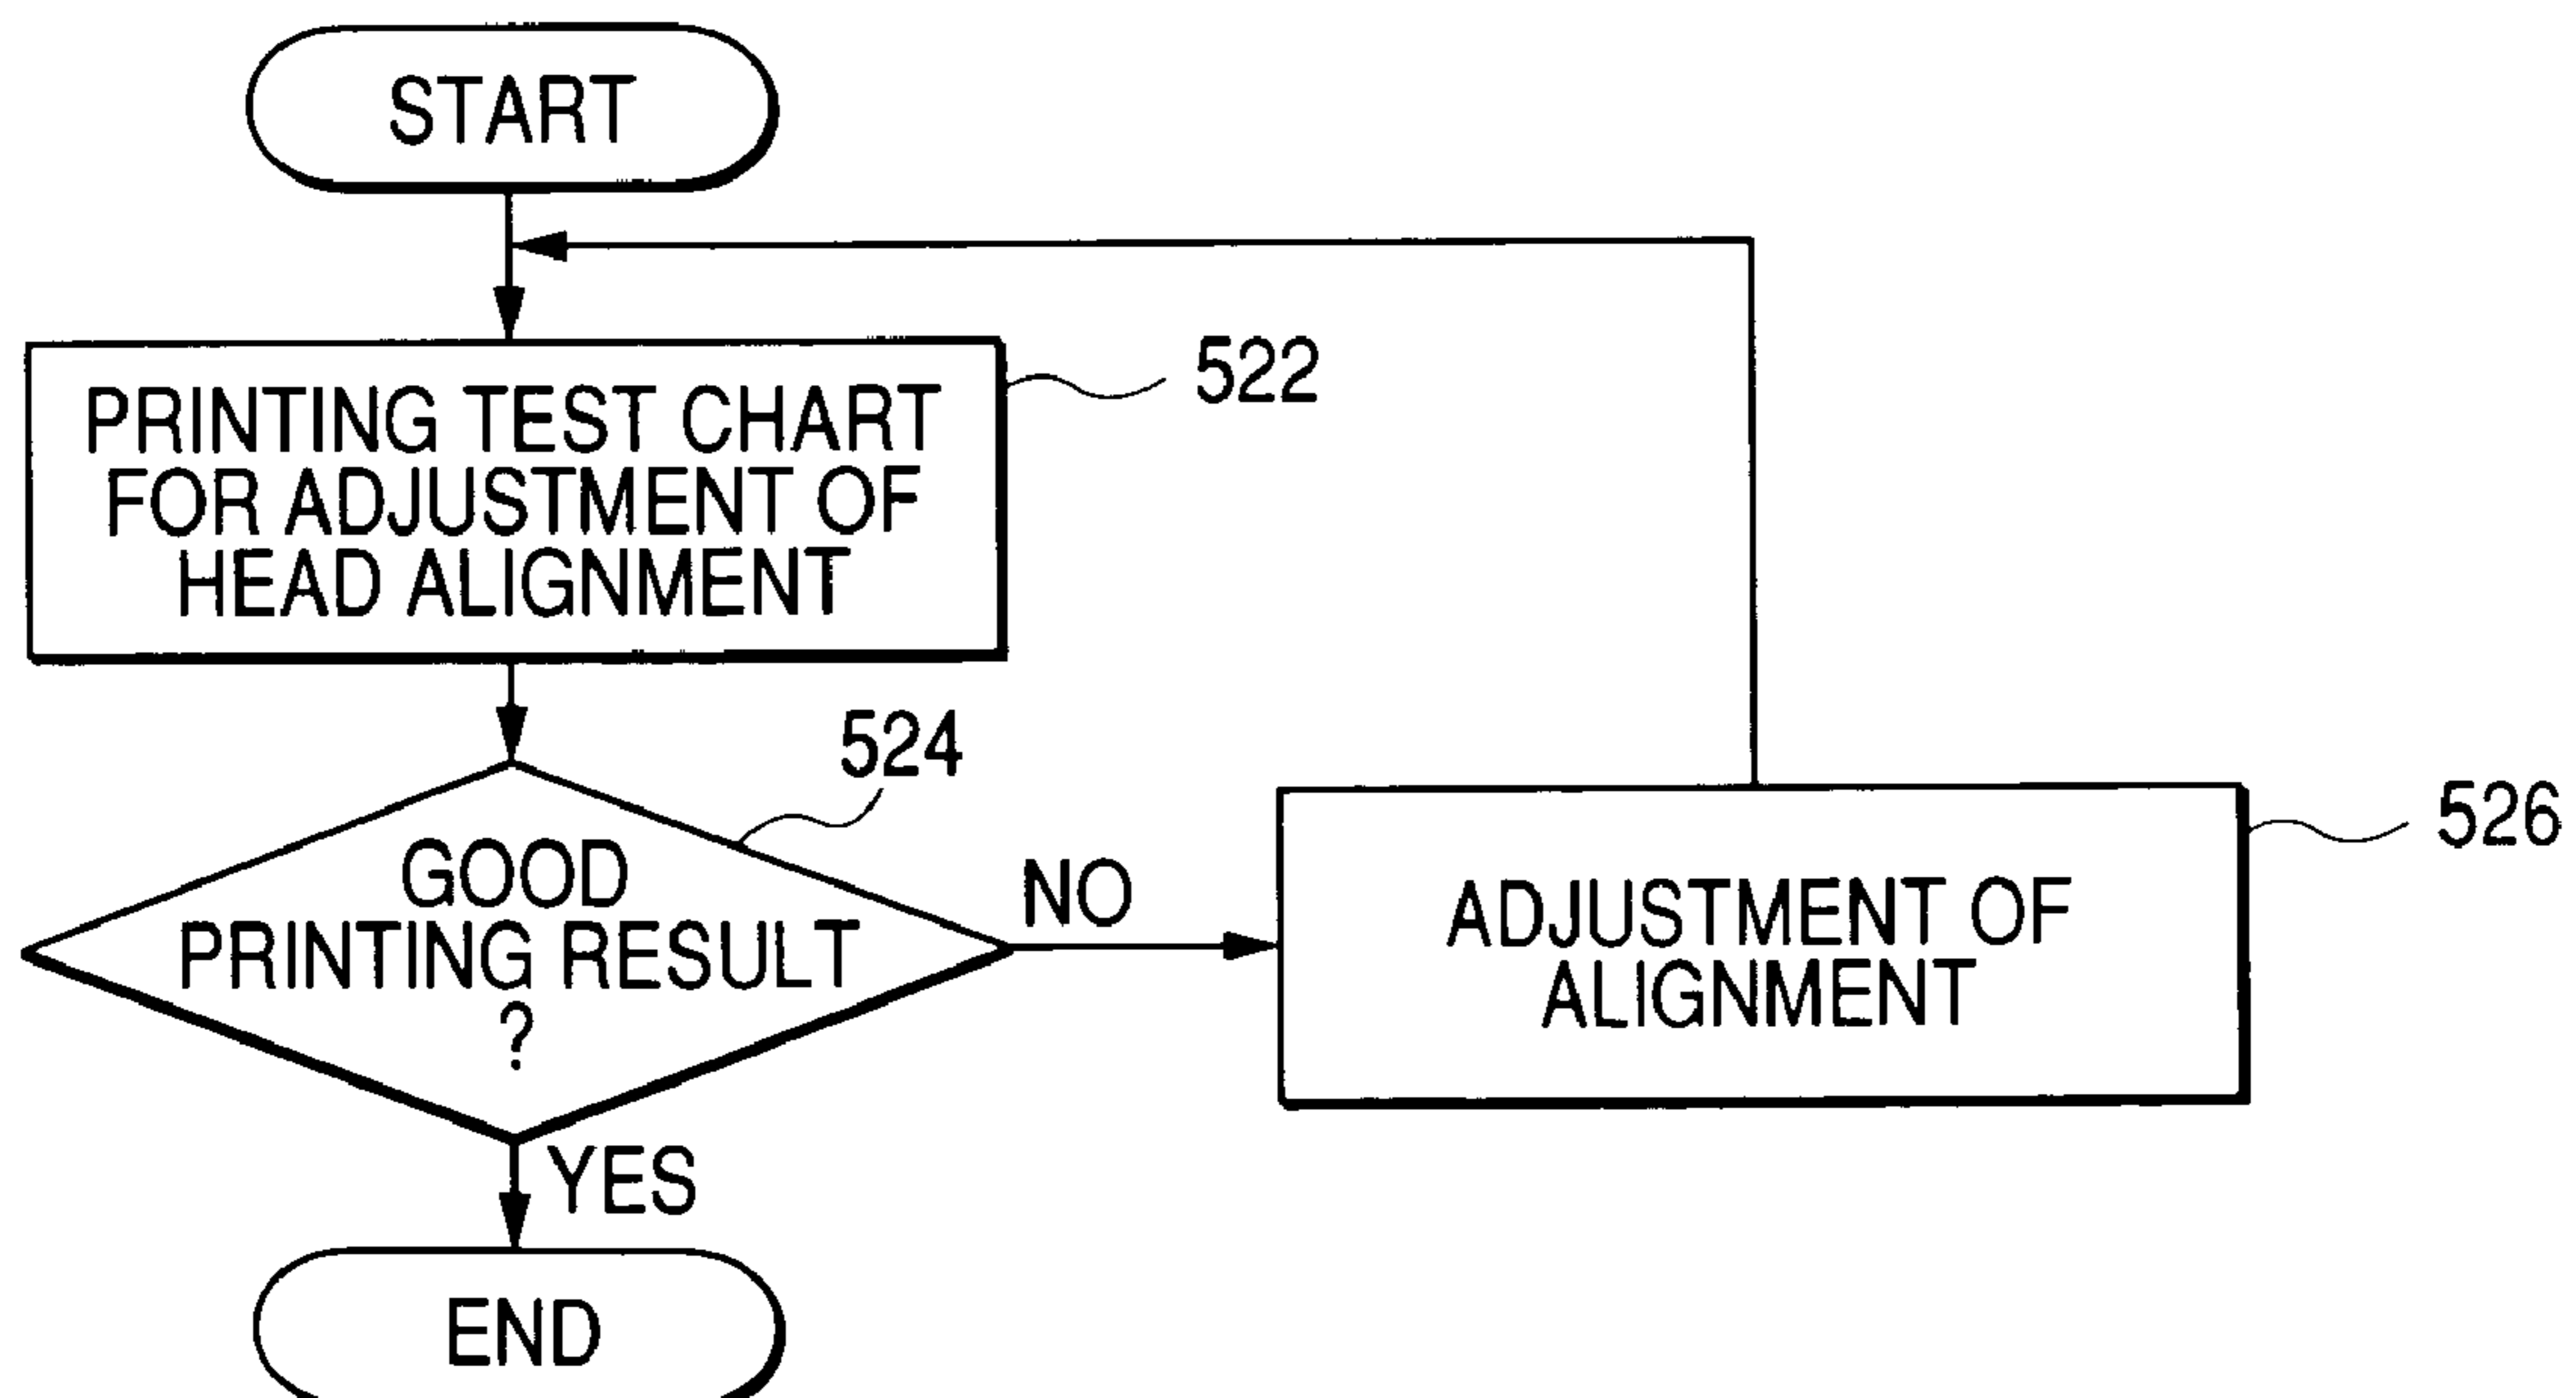 START
PRINTING TEST CHART
FOR ADJUSTMENT OF
HEAD ALIGNMENT
522
524
GOOD
PRINTING RESULT
?
NO
ADJUSTMENT OF
ALIGNMENT
526
YES
END